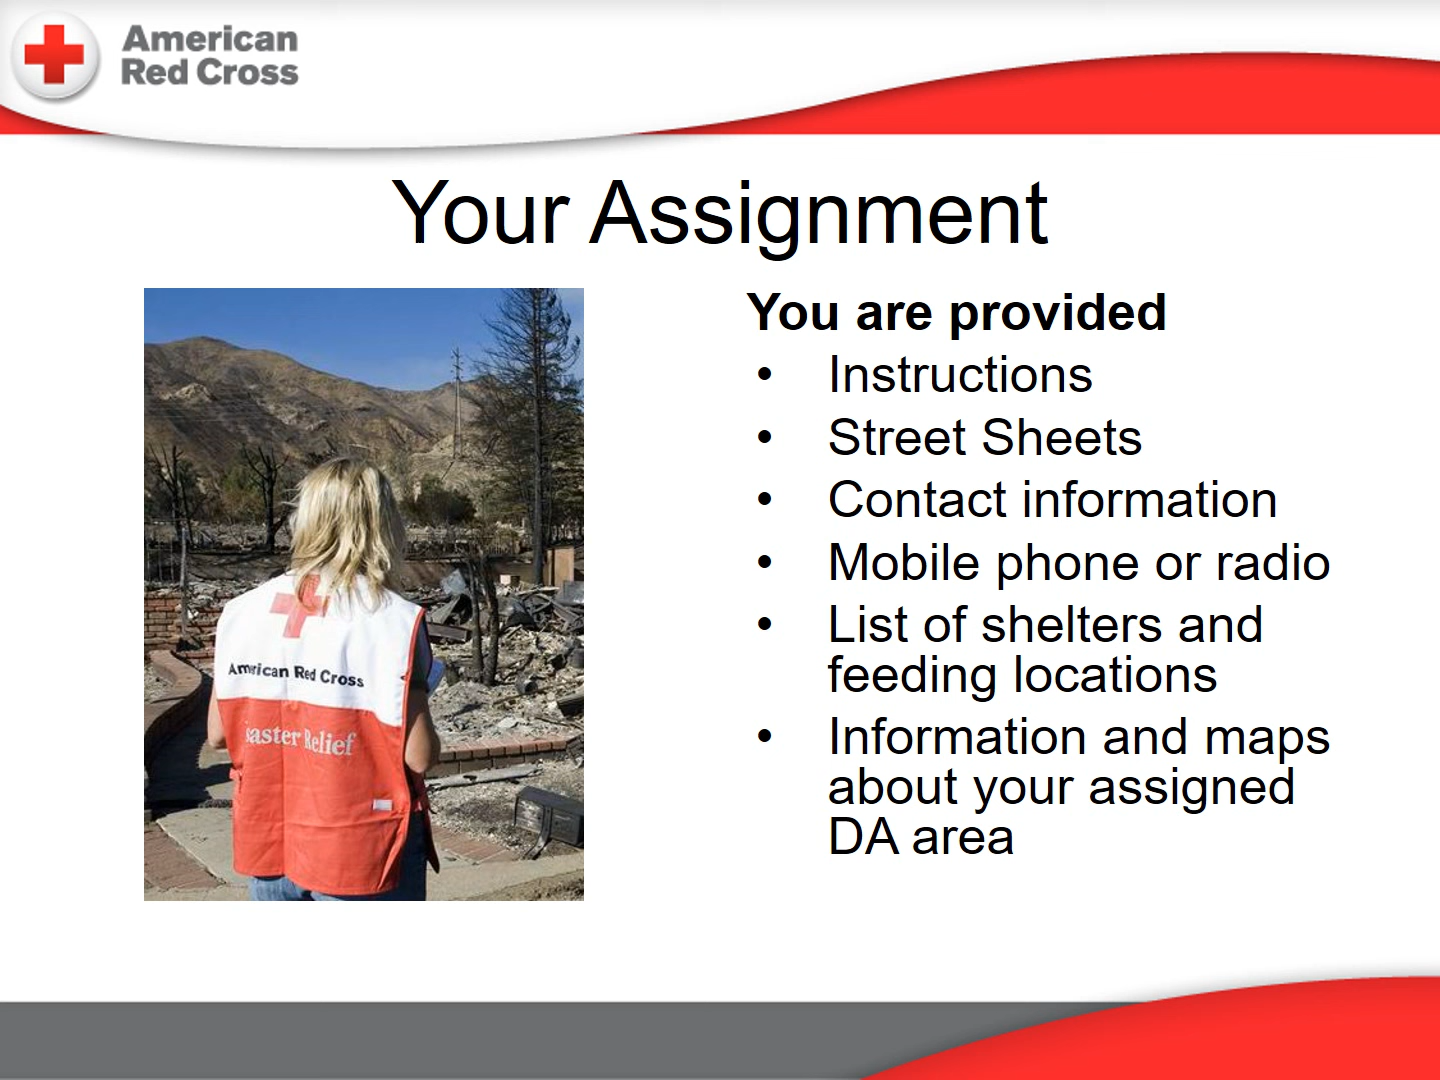 American
Red Cross
Your Assignment
You are provided
• Instructions
• Street Sheets
• Contact information
• Mobile phone or radio
• List of shelters and
feeding locations
• Information and maps
about your assigned
DA area
American Red Cross
Relief